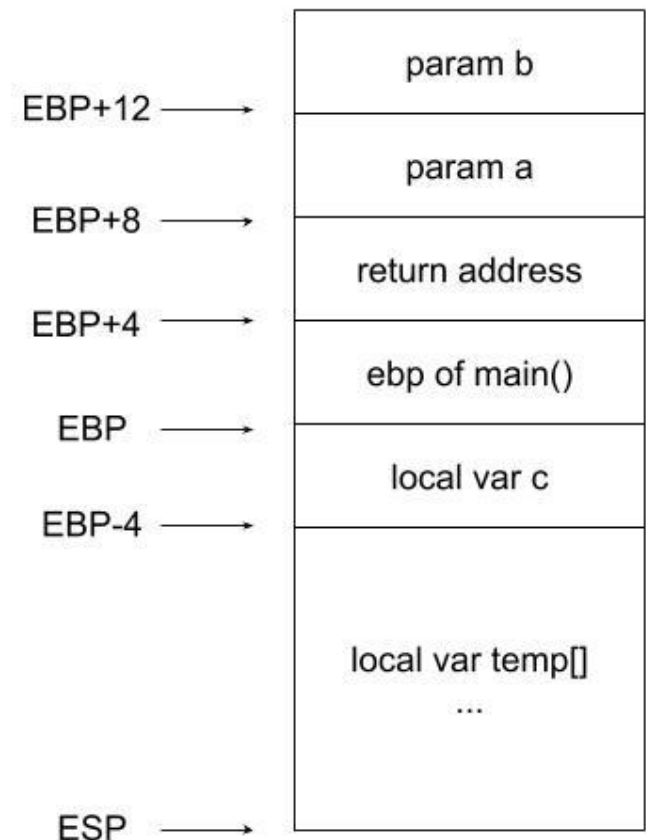 param b
EBP+12
param a
EBP+8
return address
EBP+4
ebp of main()
EBP
local var c
EBP-4
local var temp[]
...
ESP